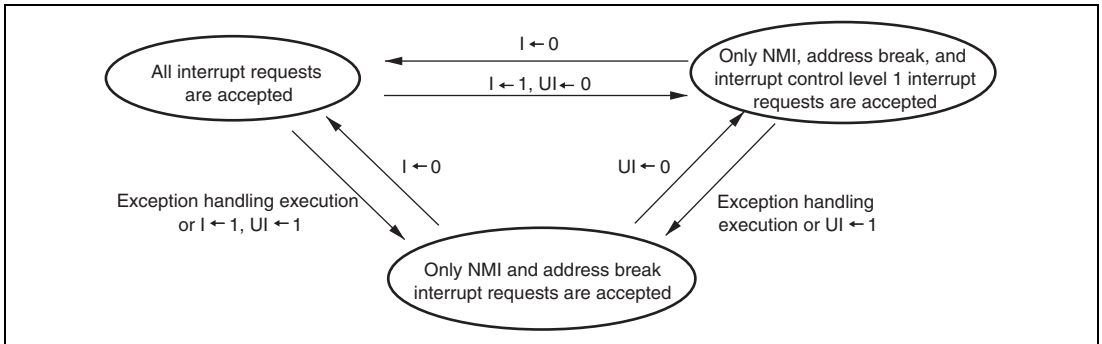 I ← 0
All interrupt requests
are accepted
I ← 1, UI ← 0
Only NMI, address break, and
interrupt control level 1 interrupt
requests are accepted
I ← 0
UI ← 0
Exception handling execution
or I ← 1, UI ← 1
Exception handling
execution or UI ← 1
Only NMI and address break
interrupt requests are accepted